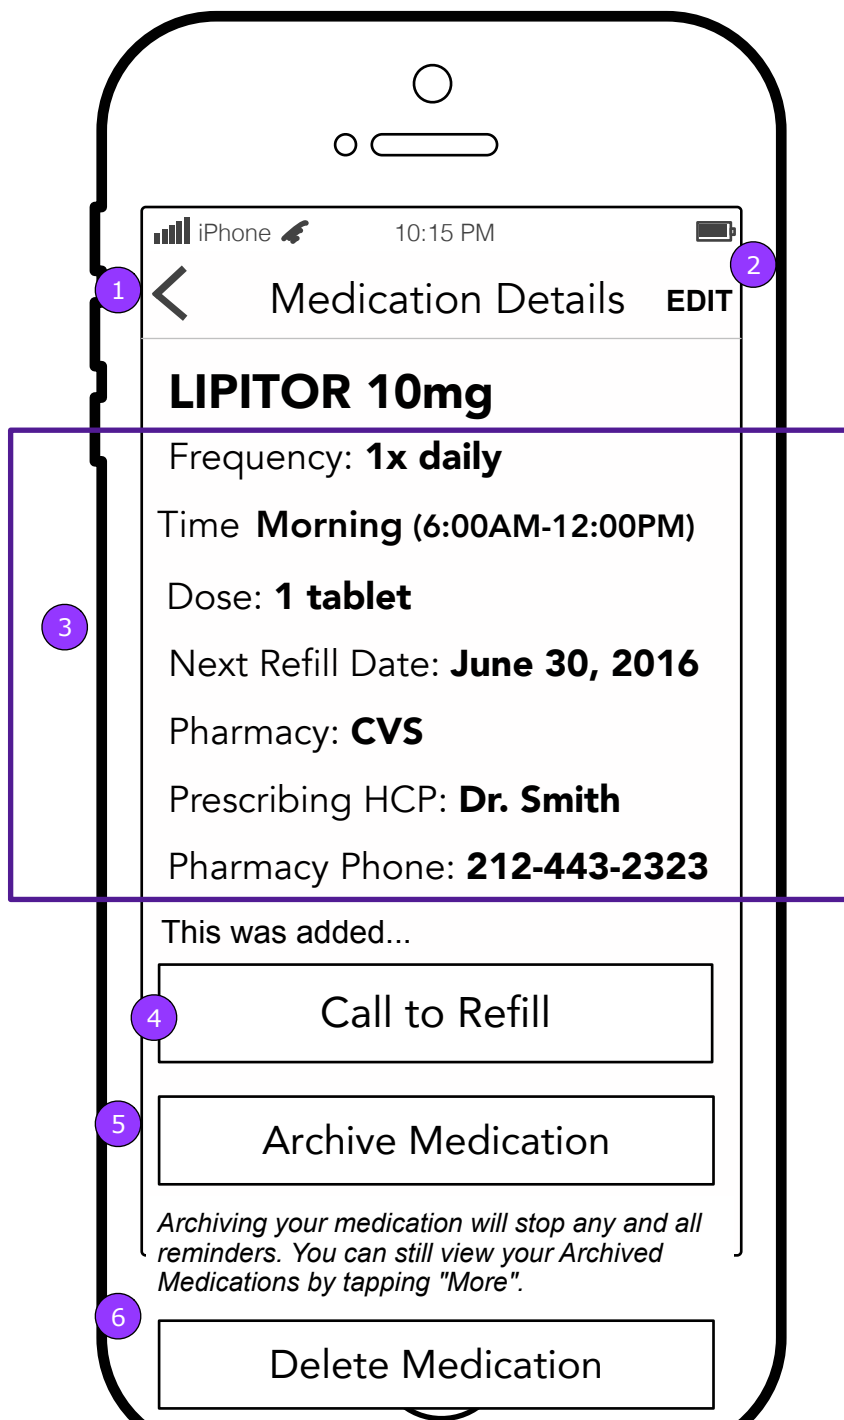 iPhone 10:15 PM
2
1
Medication Details EDIT
LIPITOR 10mg
Frequency: 1x daily
Time Morning (6:00AM-12:00PM)
Dose: 1 tablet
3
Next Refill Date: June 30, 2016
Pharmacy: CVS
Prescribing HCP: Dr. Smith
Pharmacy Phone: 212-443-2323
This was added...
4
Call to Refill
5
Archive Medication
Archiving your medication will stop any and all
reminders. You can still view your Archived
Medications by tapping "More".
6
Delete Medication